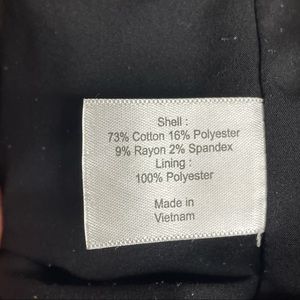 Shell :
73% Cotton 16% Polyester
9% Rayon 2% Spandex
Lining :
100% Polyester
Made in
Vietnam